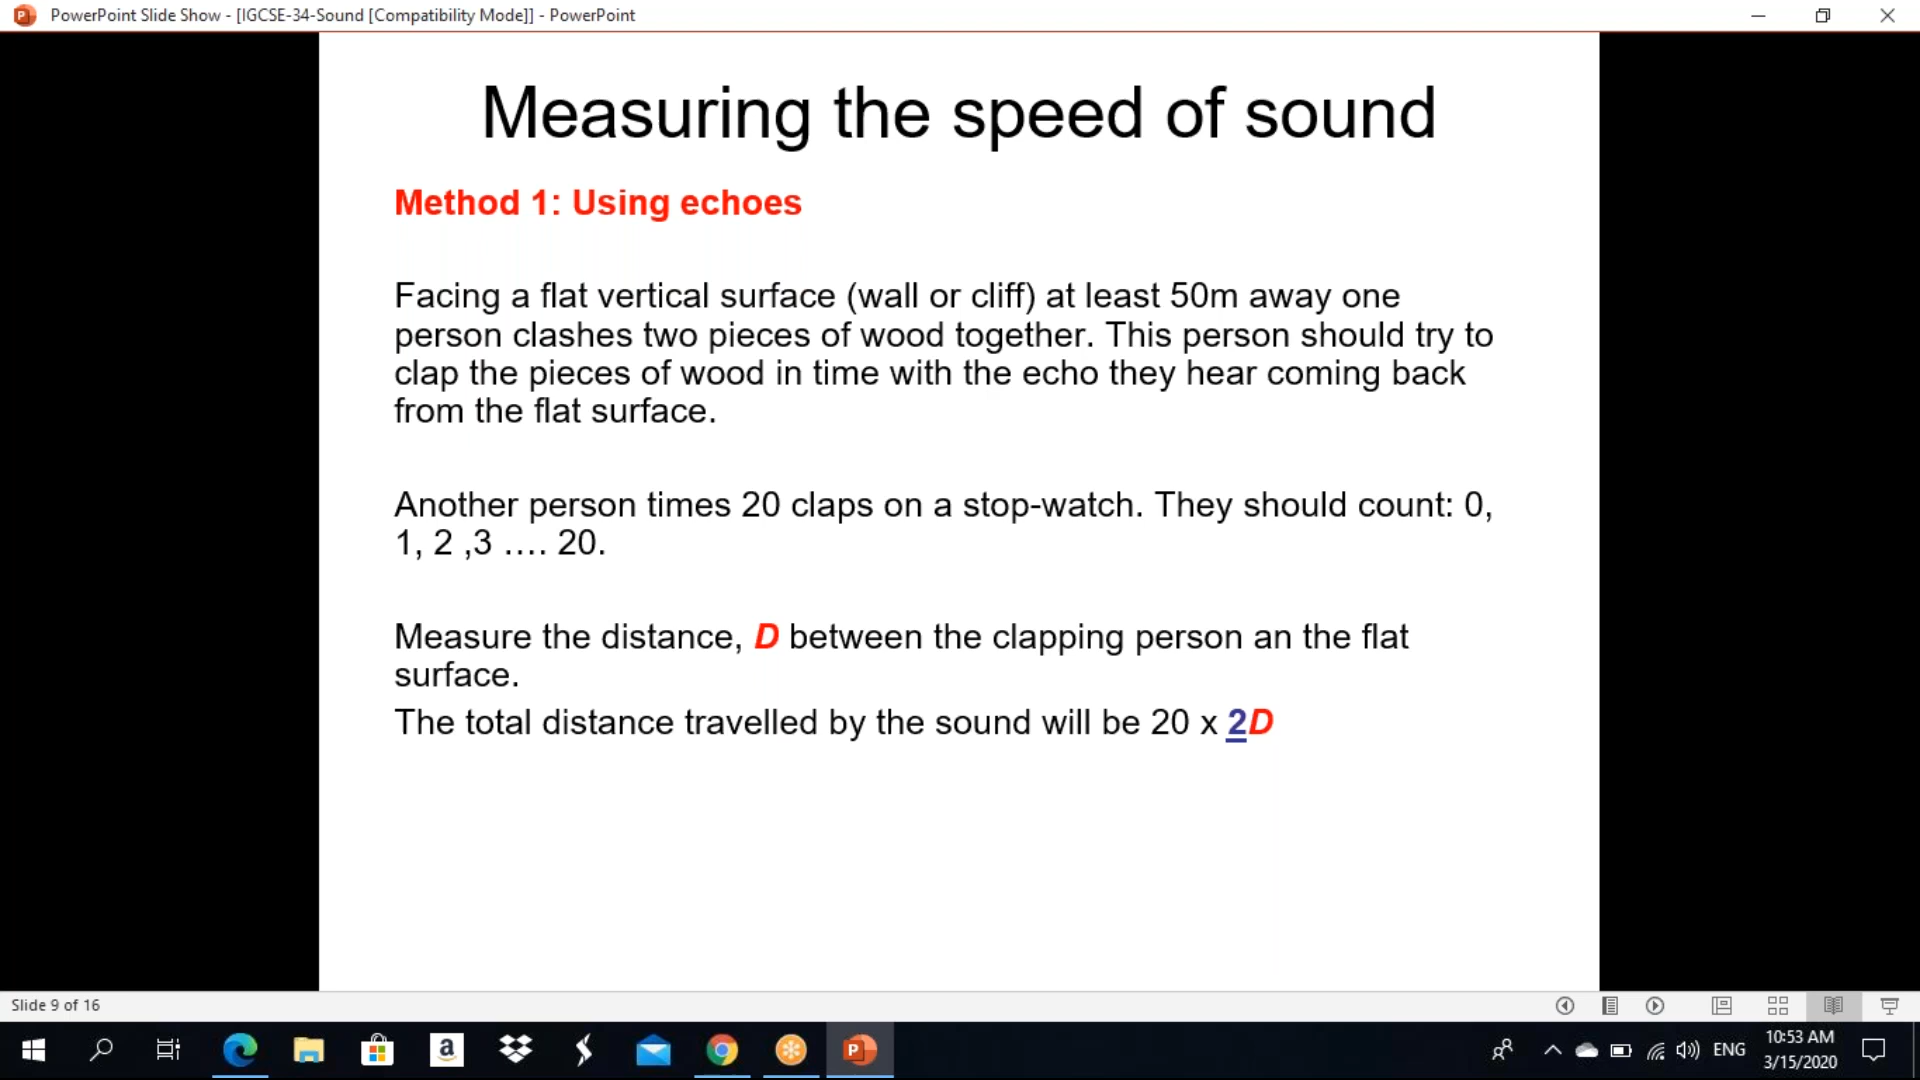 PowerPoint Slide Show - [IGCSE-34-Sound [Compatibility Mode]] - PowerPoint
Measuring the speed of sound
Method 1: Using echoes
Facing a flat vertical surface (wall or cliff) at least 50m away one
person clashes two pieces of wood together. This person should try to
clap the pieces of wood in time with the echo they hear coming back
from the flat surface.
Another person times 20 claps on a stop-watch. They should count: 0,
1, 2 ,3 …. 20.
Measure the distance, D between the clapping person an the flat
surface.
The total distance travelled by the sound will be 20 x 2D
Slide 9 of 16
ENG
10:53 AM
3/15/2020